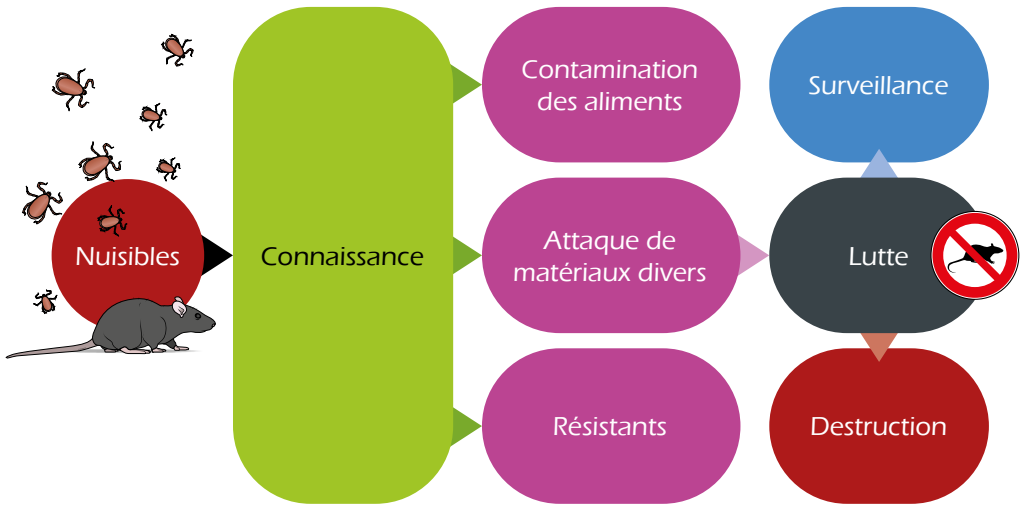 Nuisibles
Connaissance
Contamination
des aliments
Attaque de
matériaux divers
Résistants
Surveillance
Lutte
Destruction